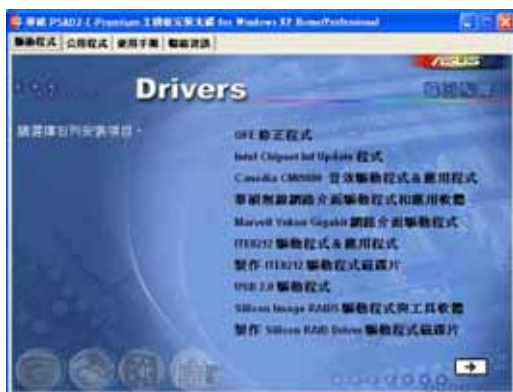 華碩 P5AD2-E-Premium 主機板安裝光碟 for Windows XP Home/Professional
驅動程式 公用程式 使用手冊 聯絡資訊
ASUS
Drivers
請選擇右列安裝項目。
QFE 修正程式
Intel Chipset Inf Update 程式
Cmedia CMI9880 音效驅動程式&應用程式
華碩無線網路介面驅動程式和應用軟體
Marvell Yukon Gigabit 網路介面驅動程式
ITE8212 驅動程式&應用程式
製作 ITE8212 驅動程式磁碟片
USB 2.0 驅動程式
Silicon Image RAID5 驅動程式與工具軟體
製作 Silicon RAID Driver 驅動程式磁碟片